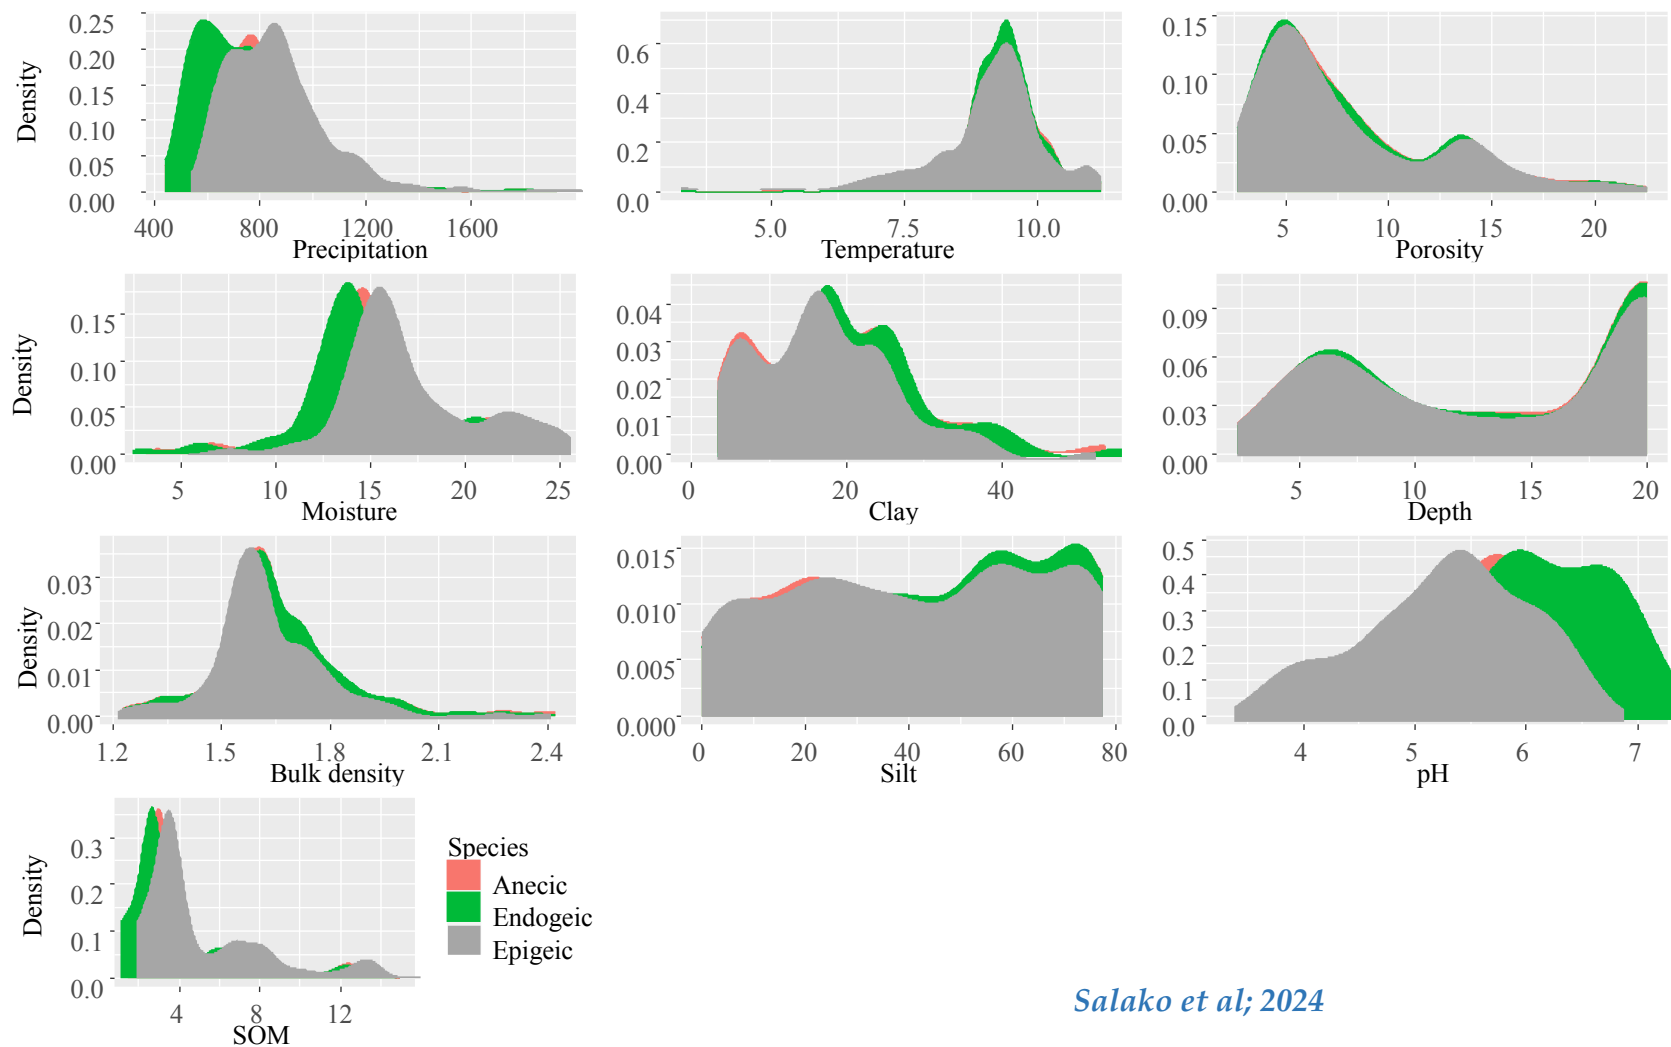 Density
0.25
0.20
0.15
0.10
0.05
0.00
400 800 1200 1600
Precipitation
0.6
0.4
0.2
0.0
5.0 7.5 10.0
Temperature
0.15
0.10
0.05
0.00
5 10 15 20
Porosity
Density
0.15
0.10
0.05
0.00
5 10 15 20 25
Moisture
0.04
0.03
0.02
0.01
0.00
0 20 40
Clay
0.09
0.06
0.03
0.00
5 10 15 20
Depth
Density
0.03
0.02
0.01
0.00
1.2 1.5 1.8 2.1 2.4
Bulk density
0.015
0.010
0.005
0.000
0 20 40 60 80
Silt
0.5
0.4
0.3
0.2
0.1
0.0
4 5 6 7
pH
Density
0.3
0.2
0.1
0.0
4 8 12
SOM
Species
Anecic
Endogeic
Epigeic
Salako et al; 2024